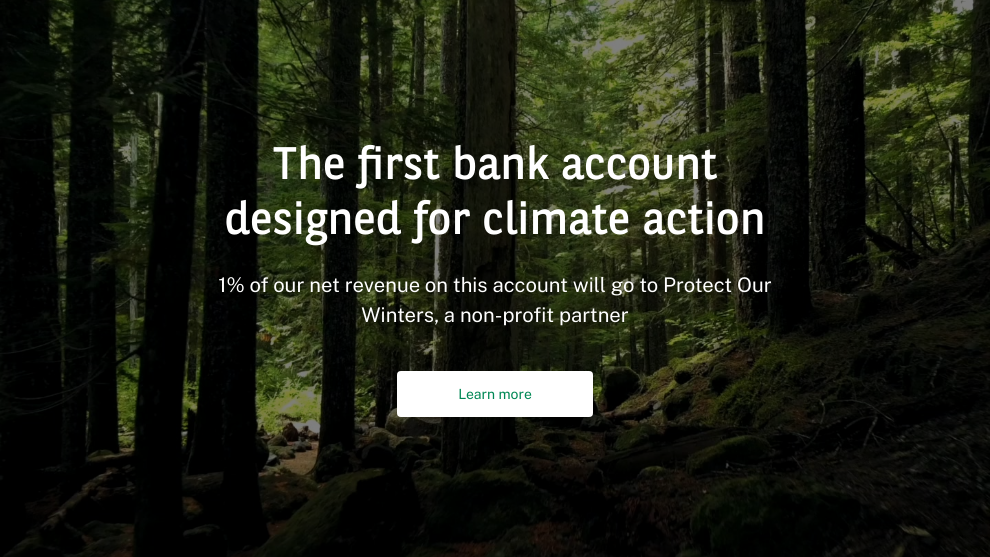 The first bank account
designed for climate action
1% of our net revenue on this account will go to Protect Our
Winters, a non-profit partner
Learn more